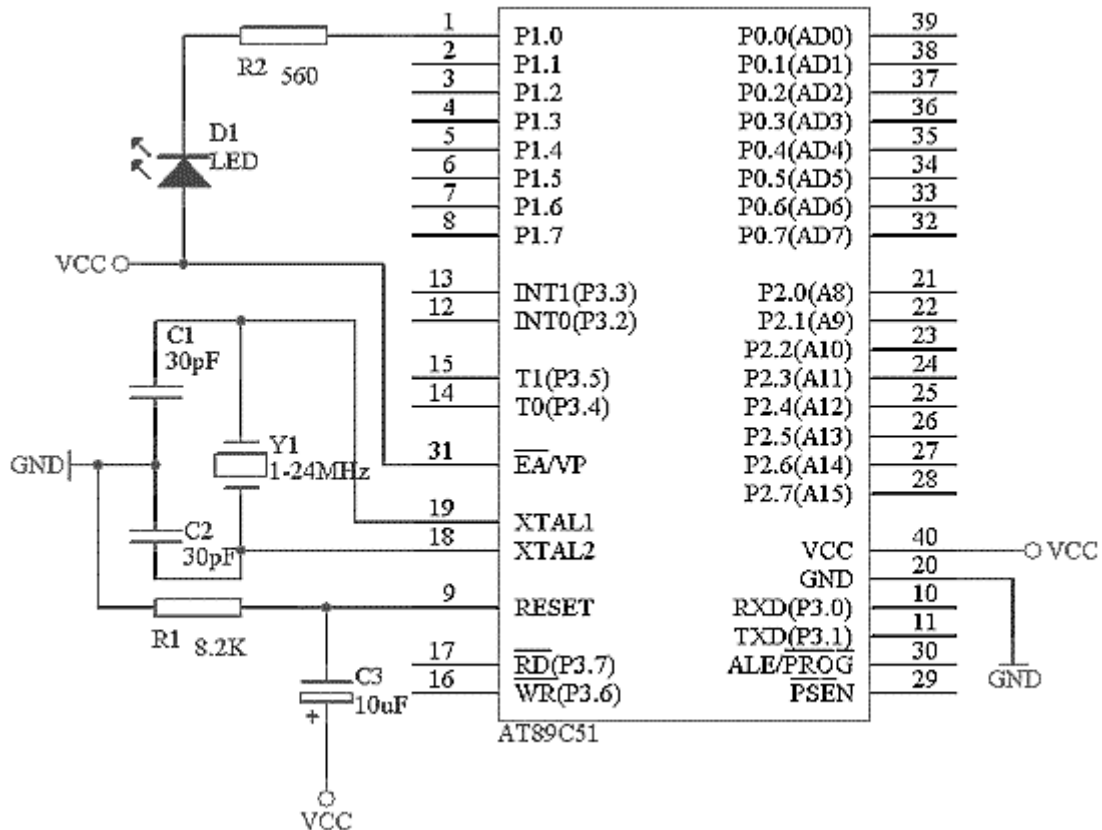 1 P1.0 P0.0(AD0) 39
2 P1.1 P0.1(AD1) 38
3 P1.2 P0.2(AD2) 37
4 P1.3 P0.3(AD3) 36
5 P1.4 P0.4(AD4) 35
6 P1.5 P0.5(AD5) 34
7 P1.6 P0.6(AD6) 33
8 P1.7 P0.7(AD7) 32
R2 560
D1
LED
VCC
13 INT1(P3.3) P2.0(A8) 21
12 INT0(P3.2) P2.1(A9) 22
P2.2(A10) 23
15 T1(P3.5) P2.3(A11) 24
14 T0(P3.4) P2.4(A12) 25
P2.5(A13) 26
31 EA/VP P2.6(A14) 27
P2.7(A15) 28
C1
30pF
GND
Y1
1-24MHz
C2
30pF
19 XTAL1
18 XTAL2 VCC 40 VCC
GND 20
9 RESET RXD(P3.0) 10
TXD(P3.1) 11
R1 8.2K
17 RD(P3.7) ALE/PROG 30
16 WR(P3.6) PSEN 29
GND
C3
10uF
+
AT89C51
VCC